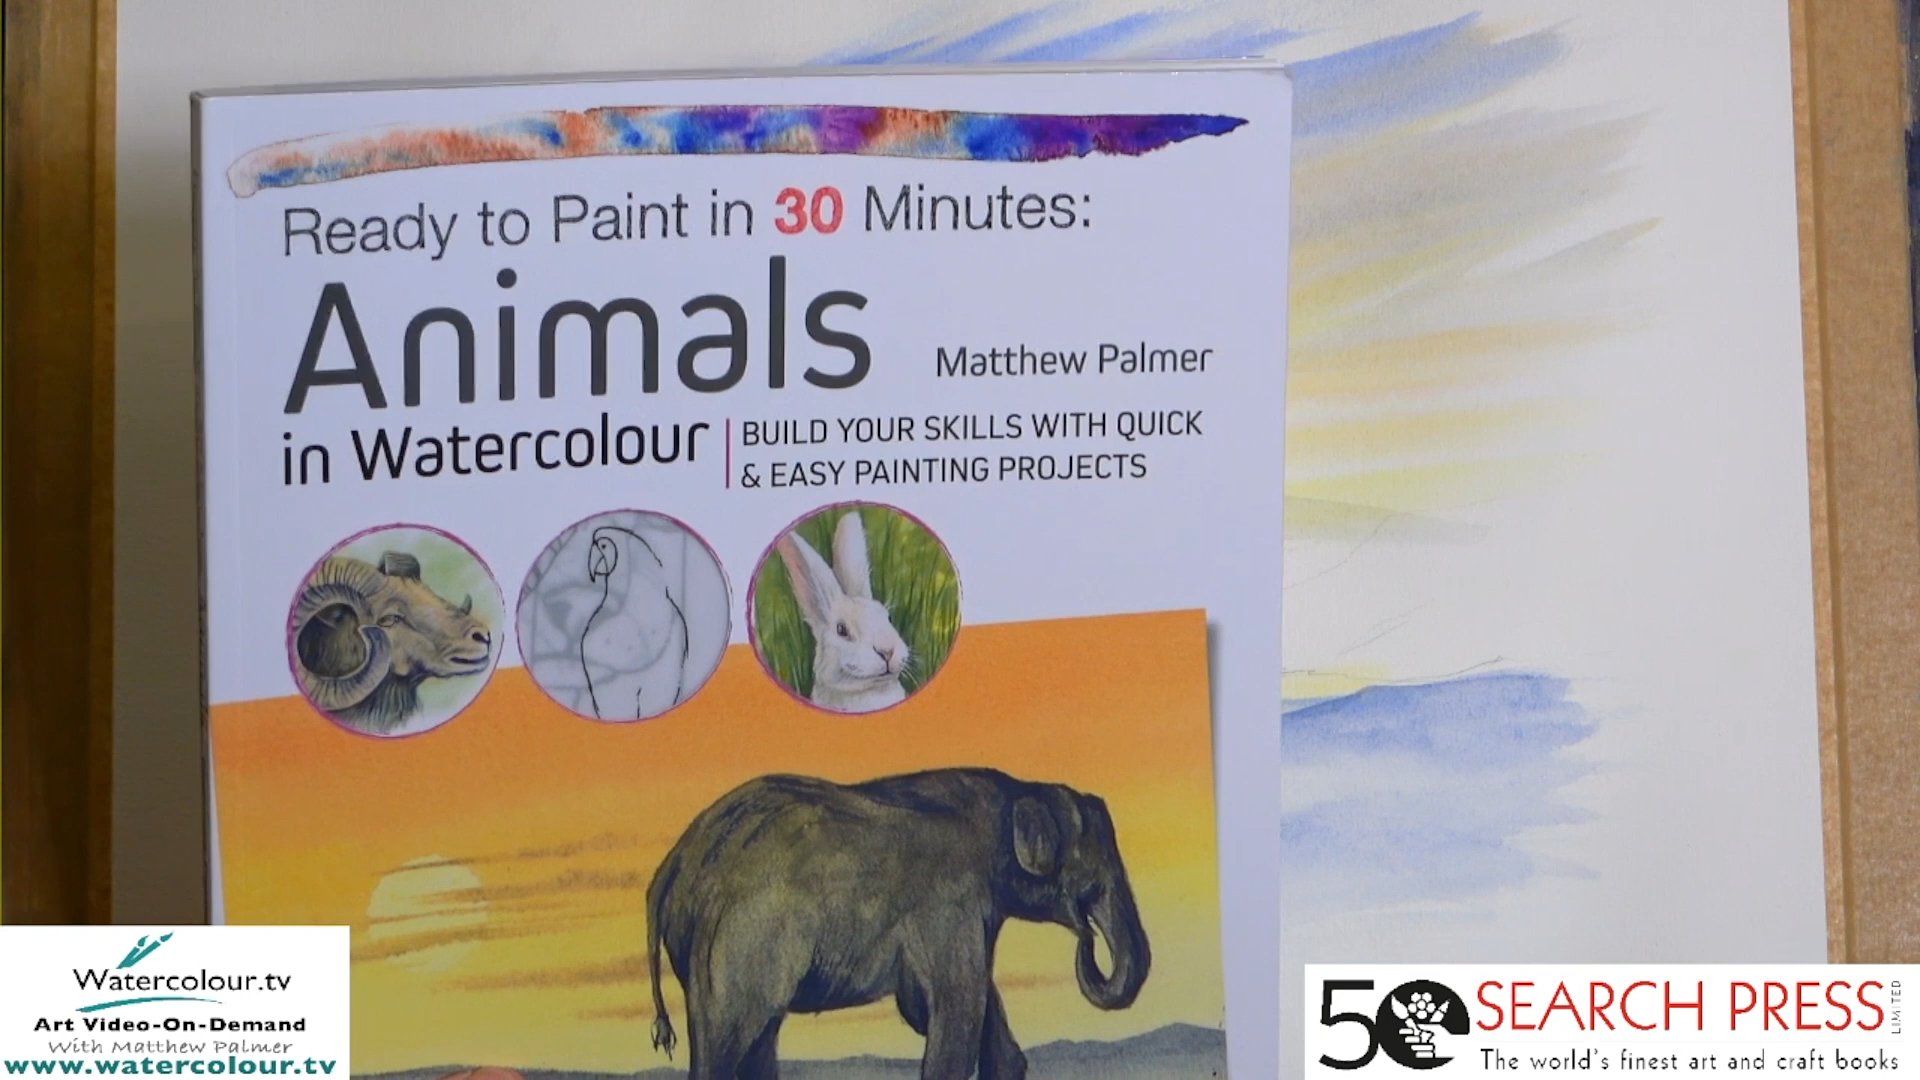 Ready to Paint in 30 Minutes:
Animals
Matthew Palmer
in Watercolour
BUILD YOUR SKILLS WITH QUICK
& EASY PAINTING PROJECTS
Watercolour.tv
Art Video-On-Demand
With Matthew Palmer
www.watercolour.tv
50 SEARCH PRESS LIMITED
The world's finest art and craft books